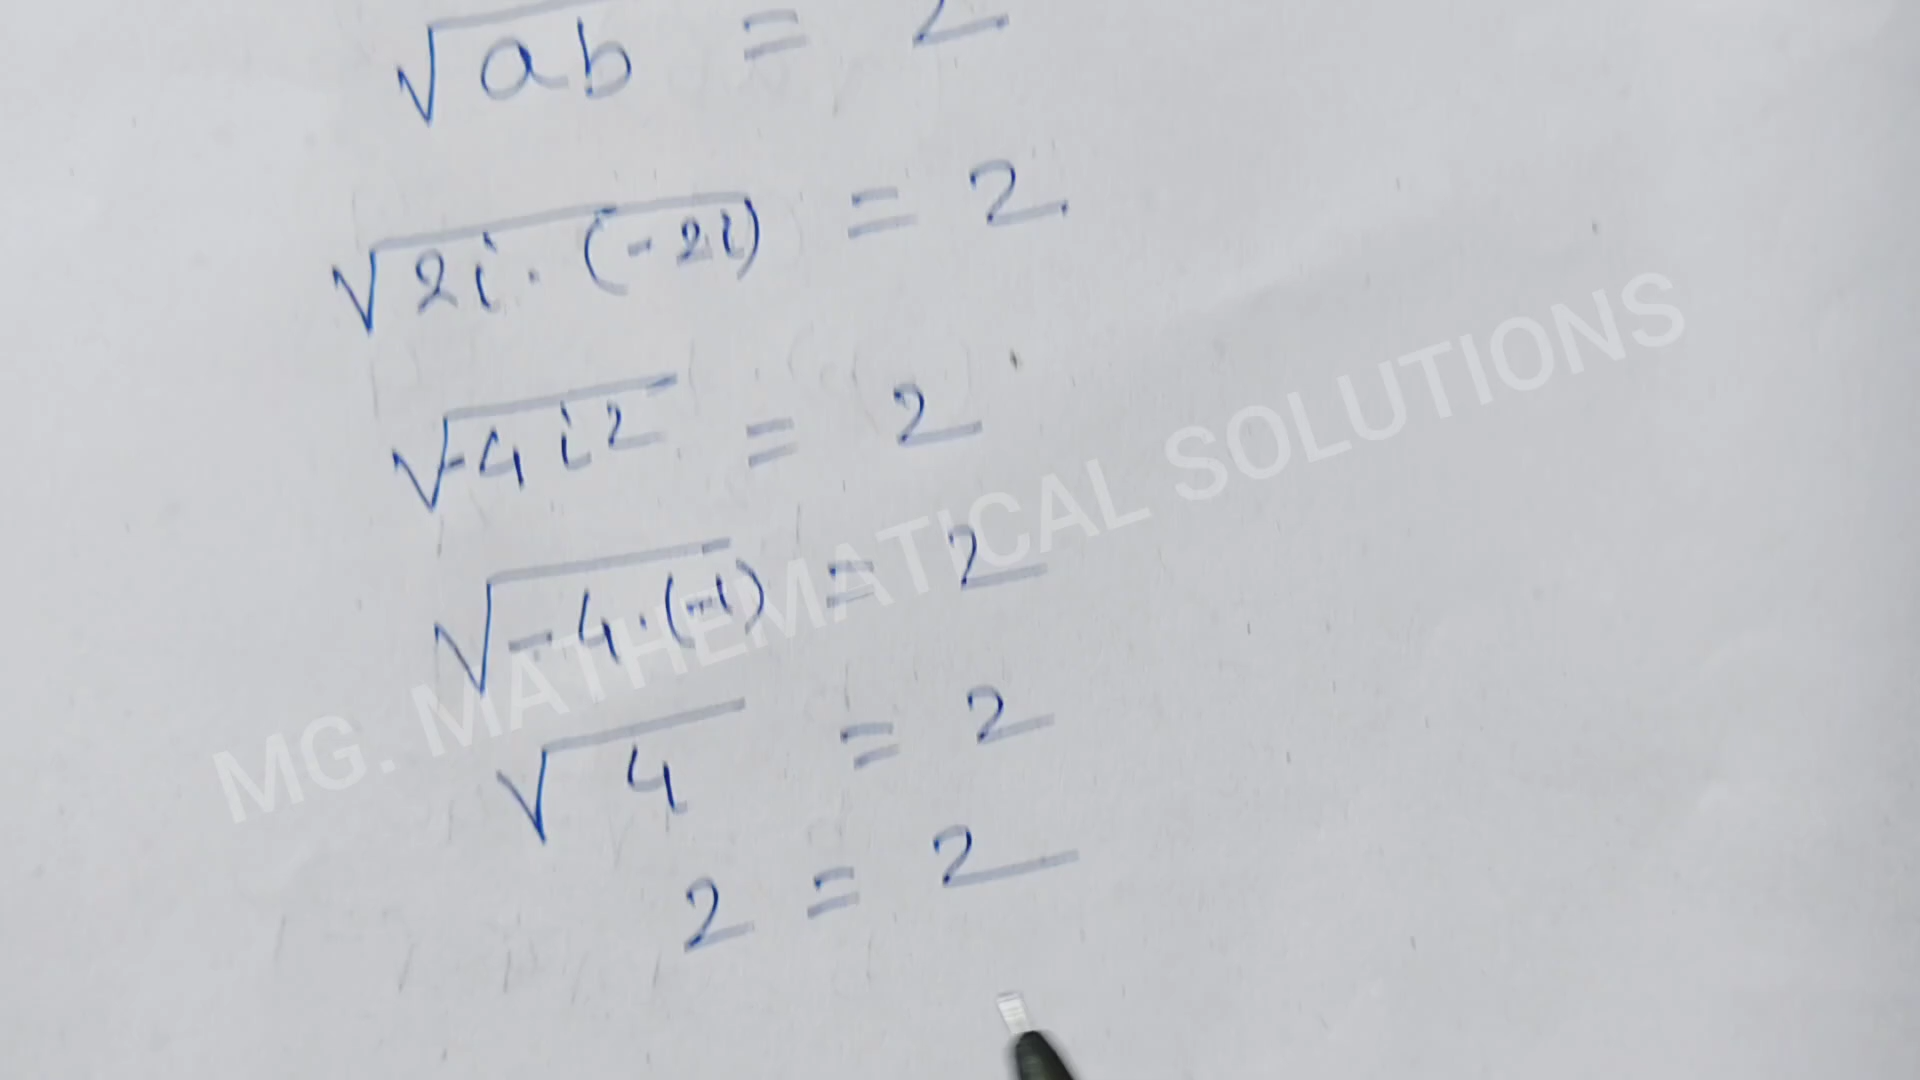 √ab = 2
√2i · (-2i) = 2
√-4i² = 2
√-4·(-1) = 2
√4 = 2
2 = 2
MG. MATHEMATICAL SOLUTIONS